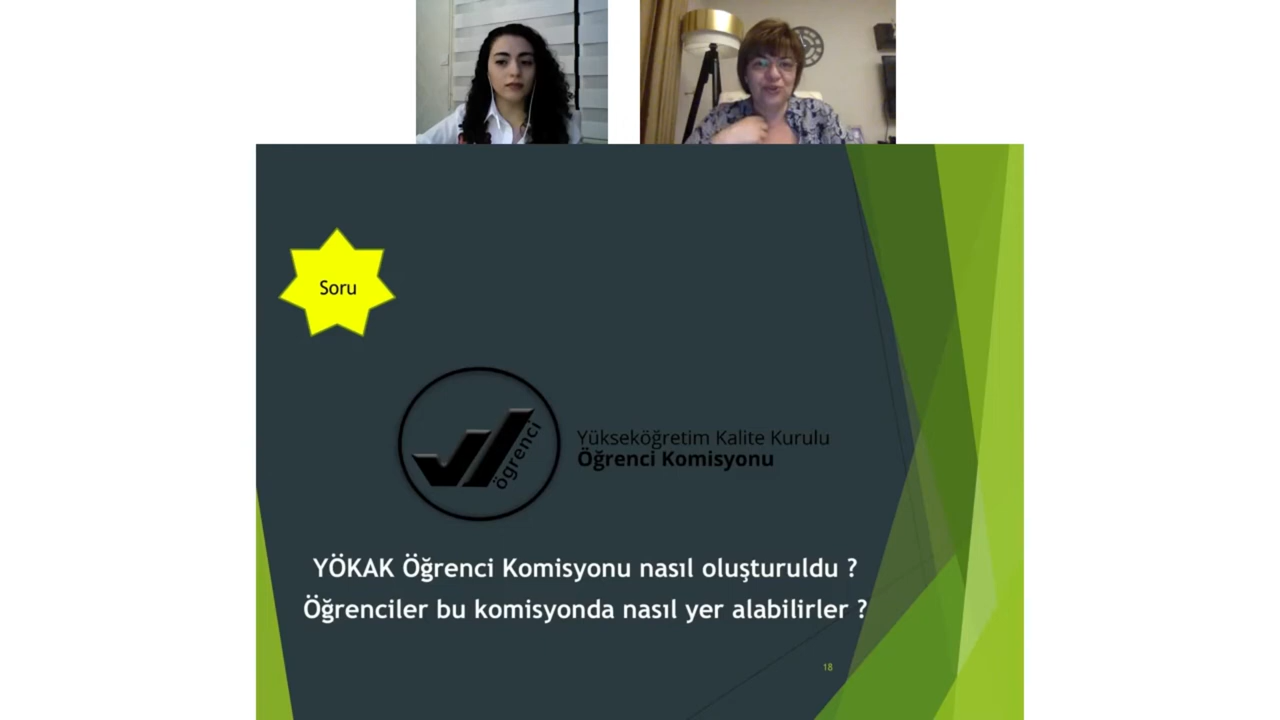 Soru
öğrenci
Yükseköğretim Kalite Kurulu
Öğrenci Komisyonu
YÖKAK Öğrenci Komisyonu nasıl oluşturuldu ?
Öğrenciler bu komisyonda nasıl yer alabilirler ?
18